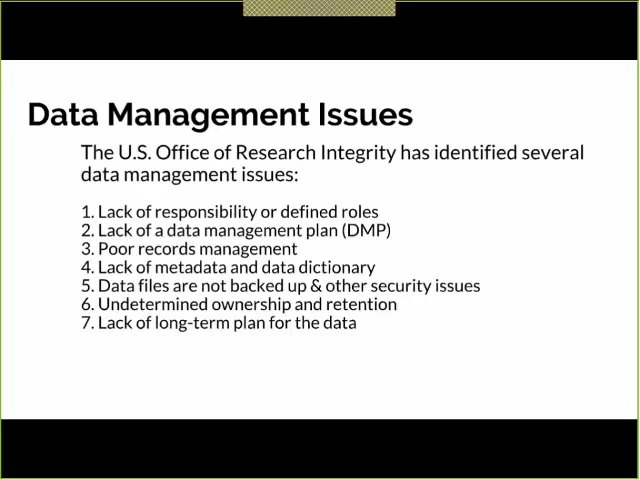 Data Management Issues
The U.S. Office of Research Integrity has identified several
data management issues:
1. Lack of responsibility or defined roles
2. Lack of a data management plan (DMP)
3. Poor records management
4. Lack of metadata and data dictionary
5. Data files are not backed up & other security issues
6. Undetermined ownership and retention
7. Lack of long-term plan for the data